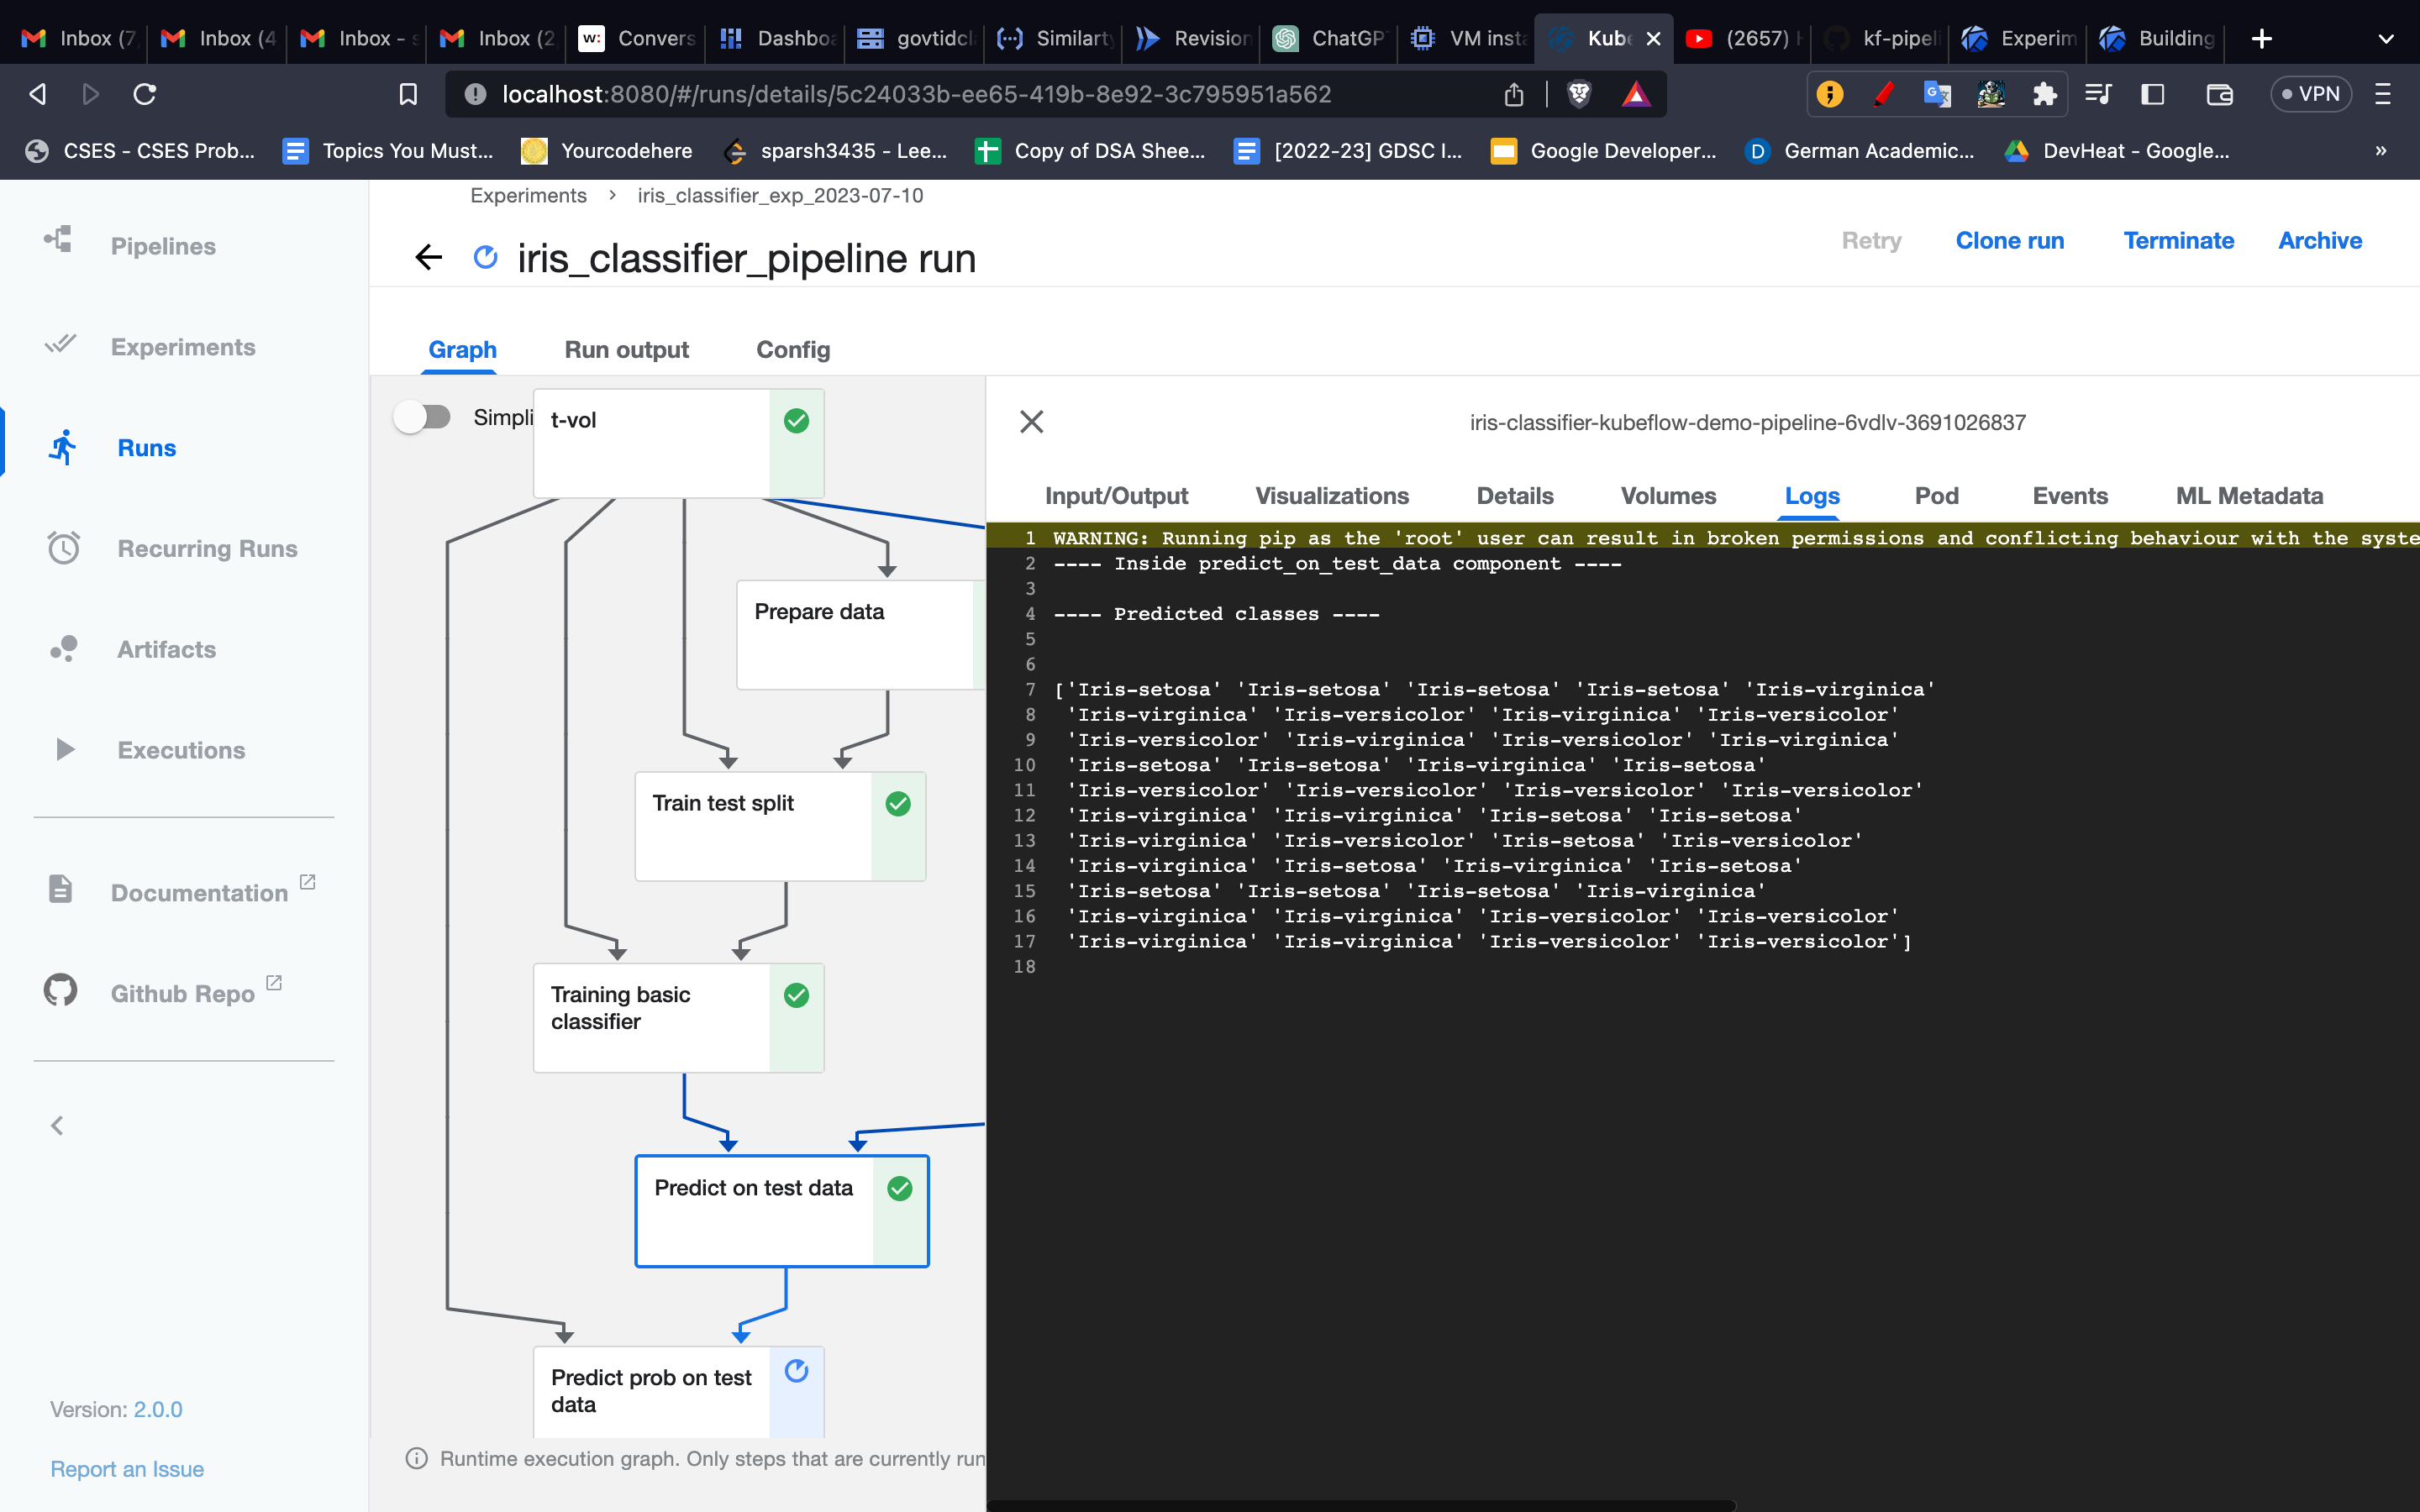 Inbox (7,
Inbox (4
Inbox - s
Inbox (2
w: Convers
Dashboa
govtidcl
Similarty
Revision
ChatGP
VM insta
Kube
(2657) H
kf-pipeli
Experim
Building
localhost:8080/#/runs/details/5c24033b-ee65-419b-8e92-3c795951a562
VPN
CSES - CSES Prob...
Topics You Must...
Yourcodehere
sparsh3435 - Lee...
Copy of DSA Shee...
[2022-23] GDSC I...
Google Developer...
D German Academic...
DevHeat - Google...
»
Experiments > iris_classifier_exp_2023-07-10
iris_classifier_pipeline run
Retry
Clone run
Terminate
Archive
Pipelines
Experiments
Runs
Recurring Runs
Artifacts
Executions
Documentation
Github Repo
Version: 2.0.0
Report an Issue
Graph
Run output
Config
Simpli
t-vol
Prepare data
Train test split
Training basic
classifier
Predict on test data
Predict prob on test
data
Runtime execution graph. Only steps that are currently run
iris-classifier-kubeflow-demo-pipeline-6vdlv-3691026837
Input/Output
Visualizations
Details
Volumes
Logs
Pod
Events
ML Metadata
1 WARNING: Running pip as the 'root' user can result in broken permissions and conflicting behaviour with the syste
2 ---- Inside predict_on_test_data component ----
3
4 ---- Predicted classes ----
5
6
7 ['Iris-setosa' 'Iris-setosa' 'Iris-setosa' 'Iris-setosa' 'Iris-virginica'
8 'Iris-virginica' 'Iris-versicolor' 'Iris-virginica' 'Iris-versicolor'
9 'Iris-versicolor' 'Iris-virginica' 'Iris-versicolor' 'Iris-virginica'
10 'Iris-setosa' 'Iris-setosa' 'Iris-virginica' 'Iris-setosa'
11 'Iris-versicolor' 'Iris-versicolor' 'Iris-versicolor' 'Iris-versicolor'
12 'Iris-virginica' 'Iris-virginica' 'Iris-setosa' 'Iris-setosa'
13 'Iris-virginica' 'Iris-versicolor' 'Iris-setosa' 'Iris-versicolor'
14 'Iris-virginica' 'Iris-setosa' 'Iris-virginica' 'Iris-setosa'
15 'Iris-setosa' 'Iris-setosa' 'Iris-setosa' 'Iris-virginica'
16 'Iris-virginica' 'Iris-virginica' 'Iris-versicolor' 'Iris-versicolor'
17 'Iris-virginica' 'Iris-virginica' 'Iris-versicolor' 'Iris-versicolor']
18